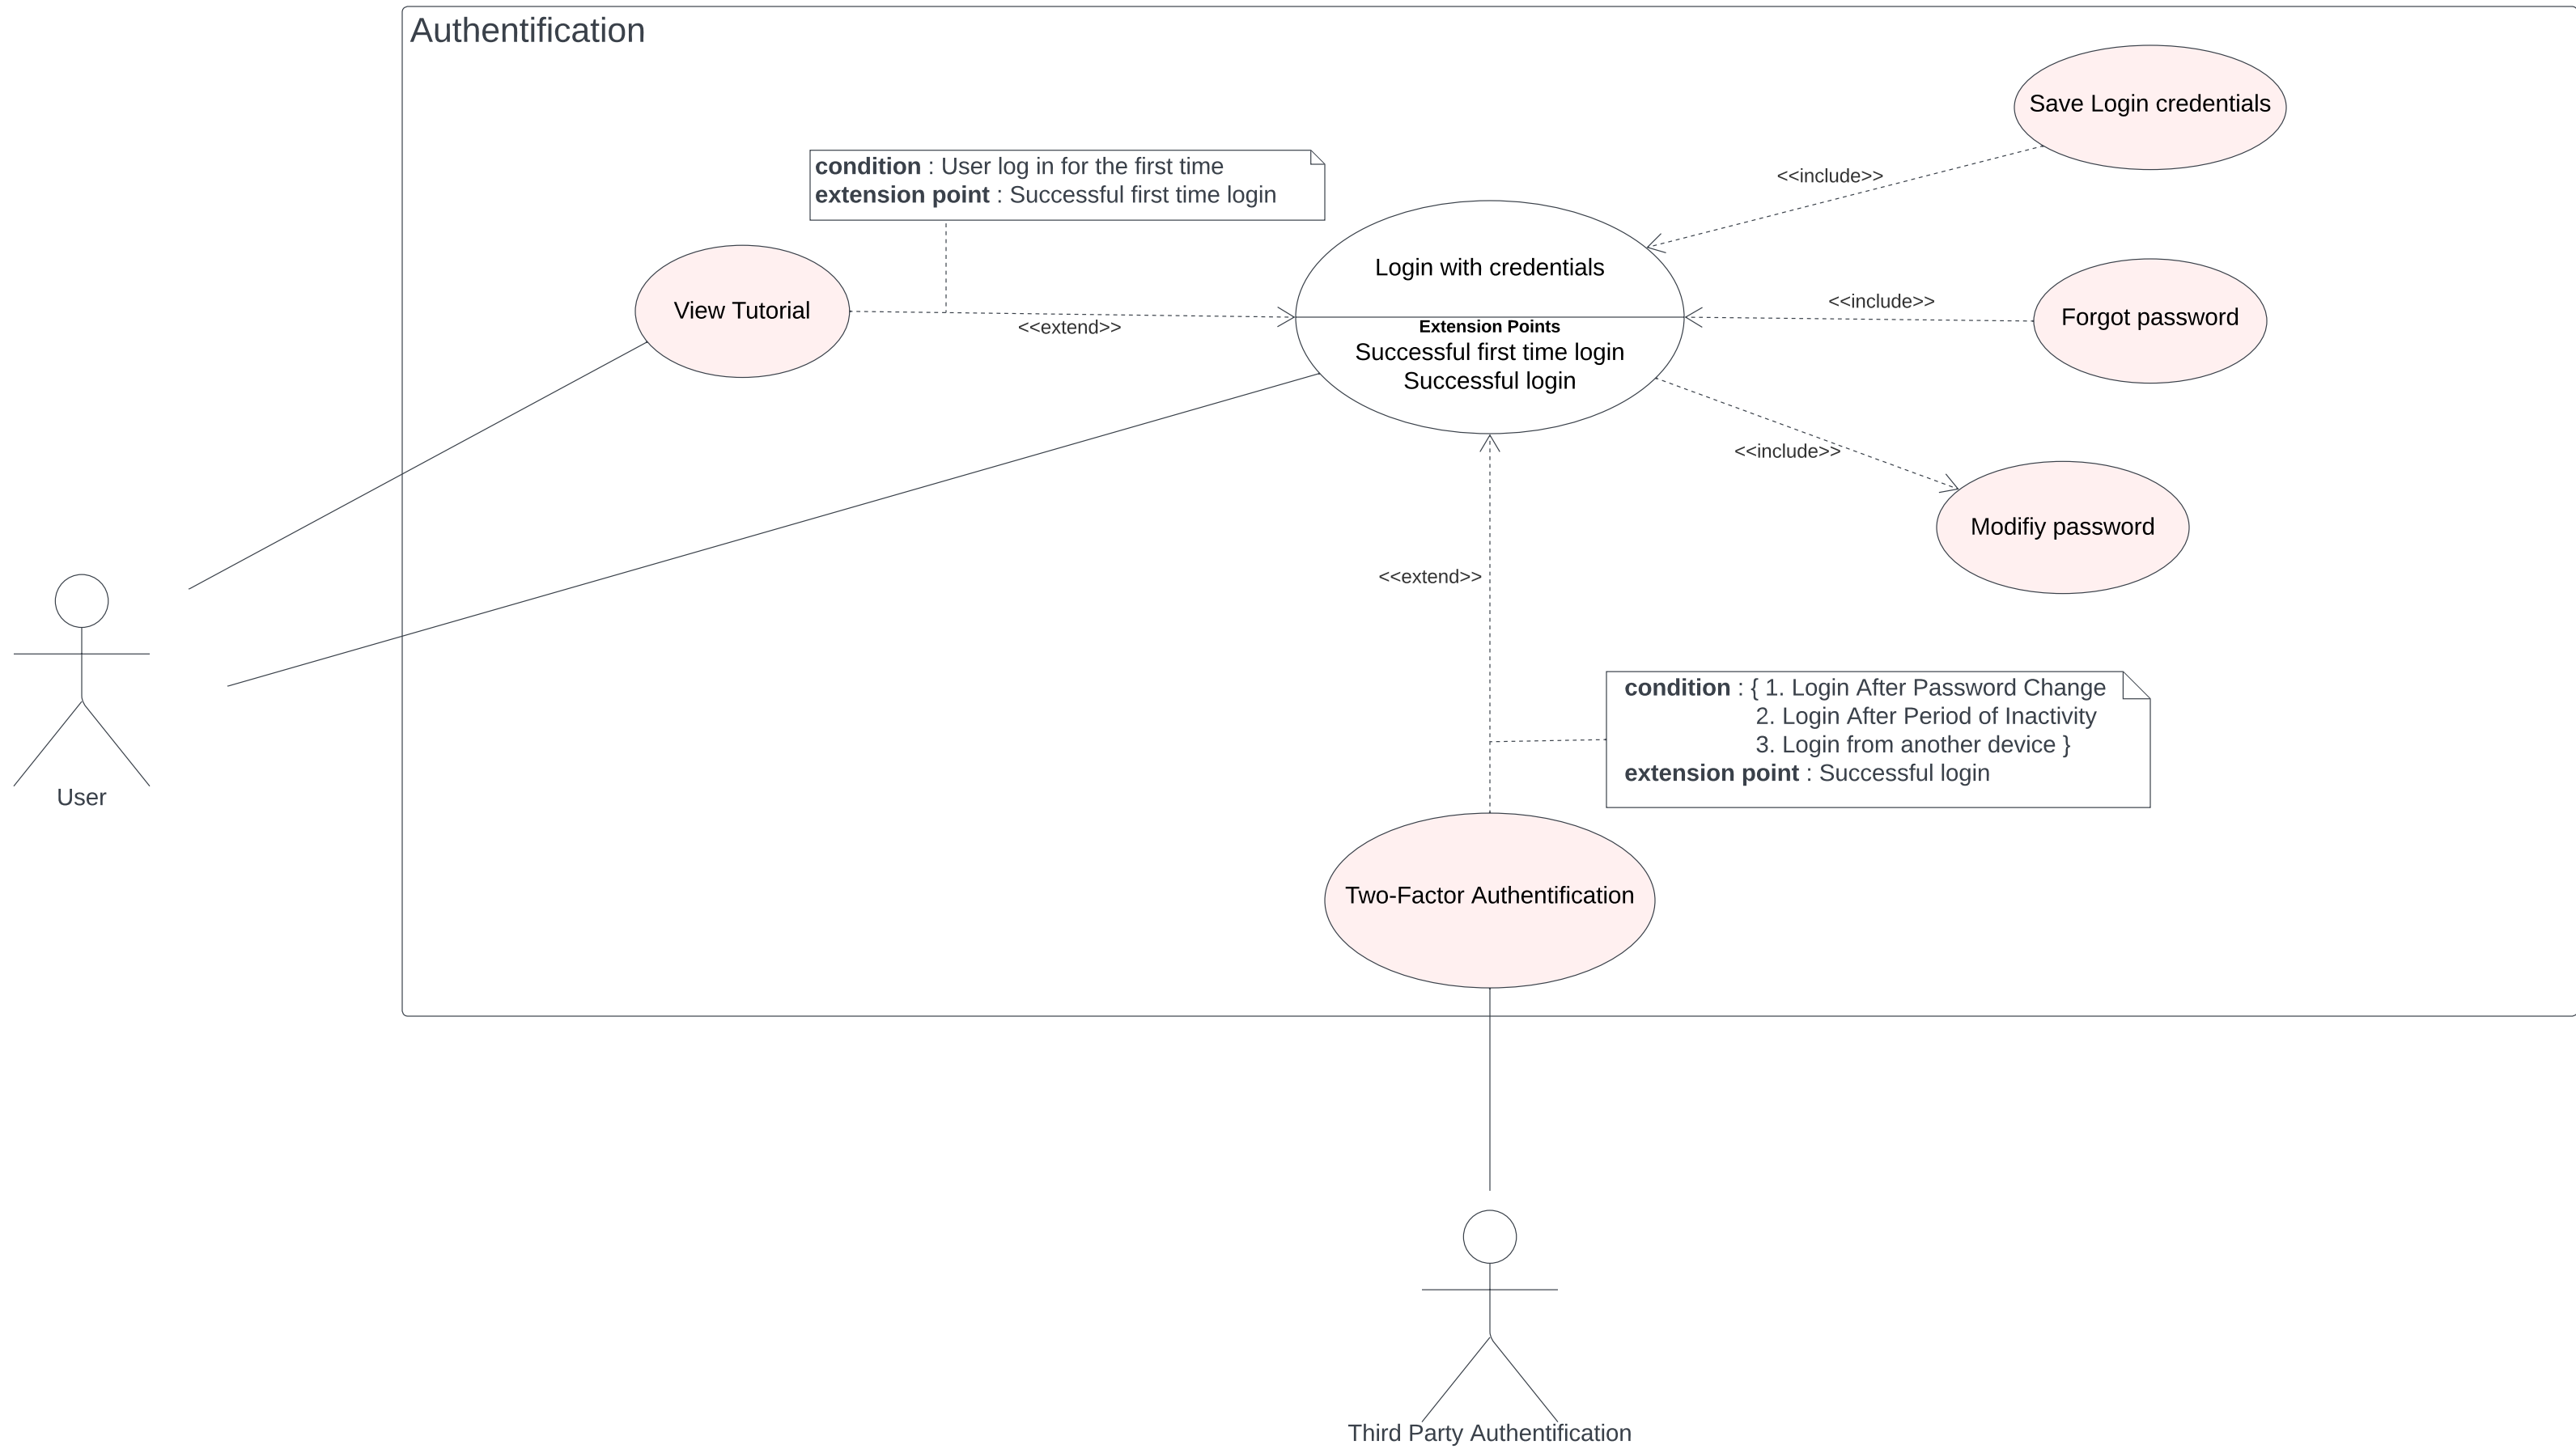 Authentification
Save Login credentials
condition : User log in for the first time
extension point : Successful first time login
<<include>>
Login with credentials
View Tutorial
<<extend>>
<<include>>
Forgot password
Extension Points
Successful first time login
Successful login
<<include>>
Modifiy password
<<extend>>
condition : { 1. Login After Password Change
2. Login After Period of Inactivity
3. Login from another device }
extension point : Successful login
User
Two-Factor Authentification
Third Party Authentification